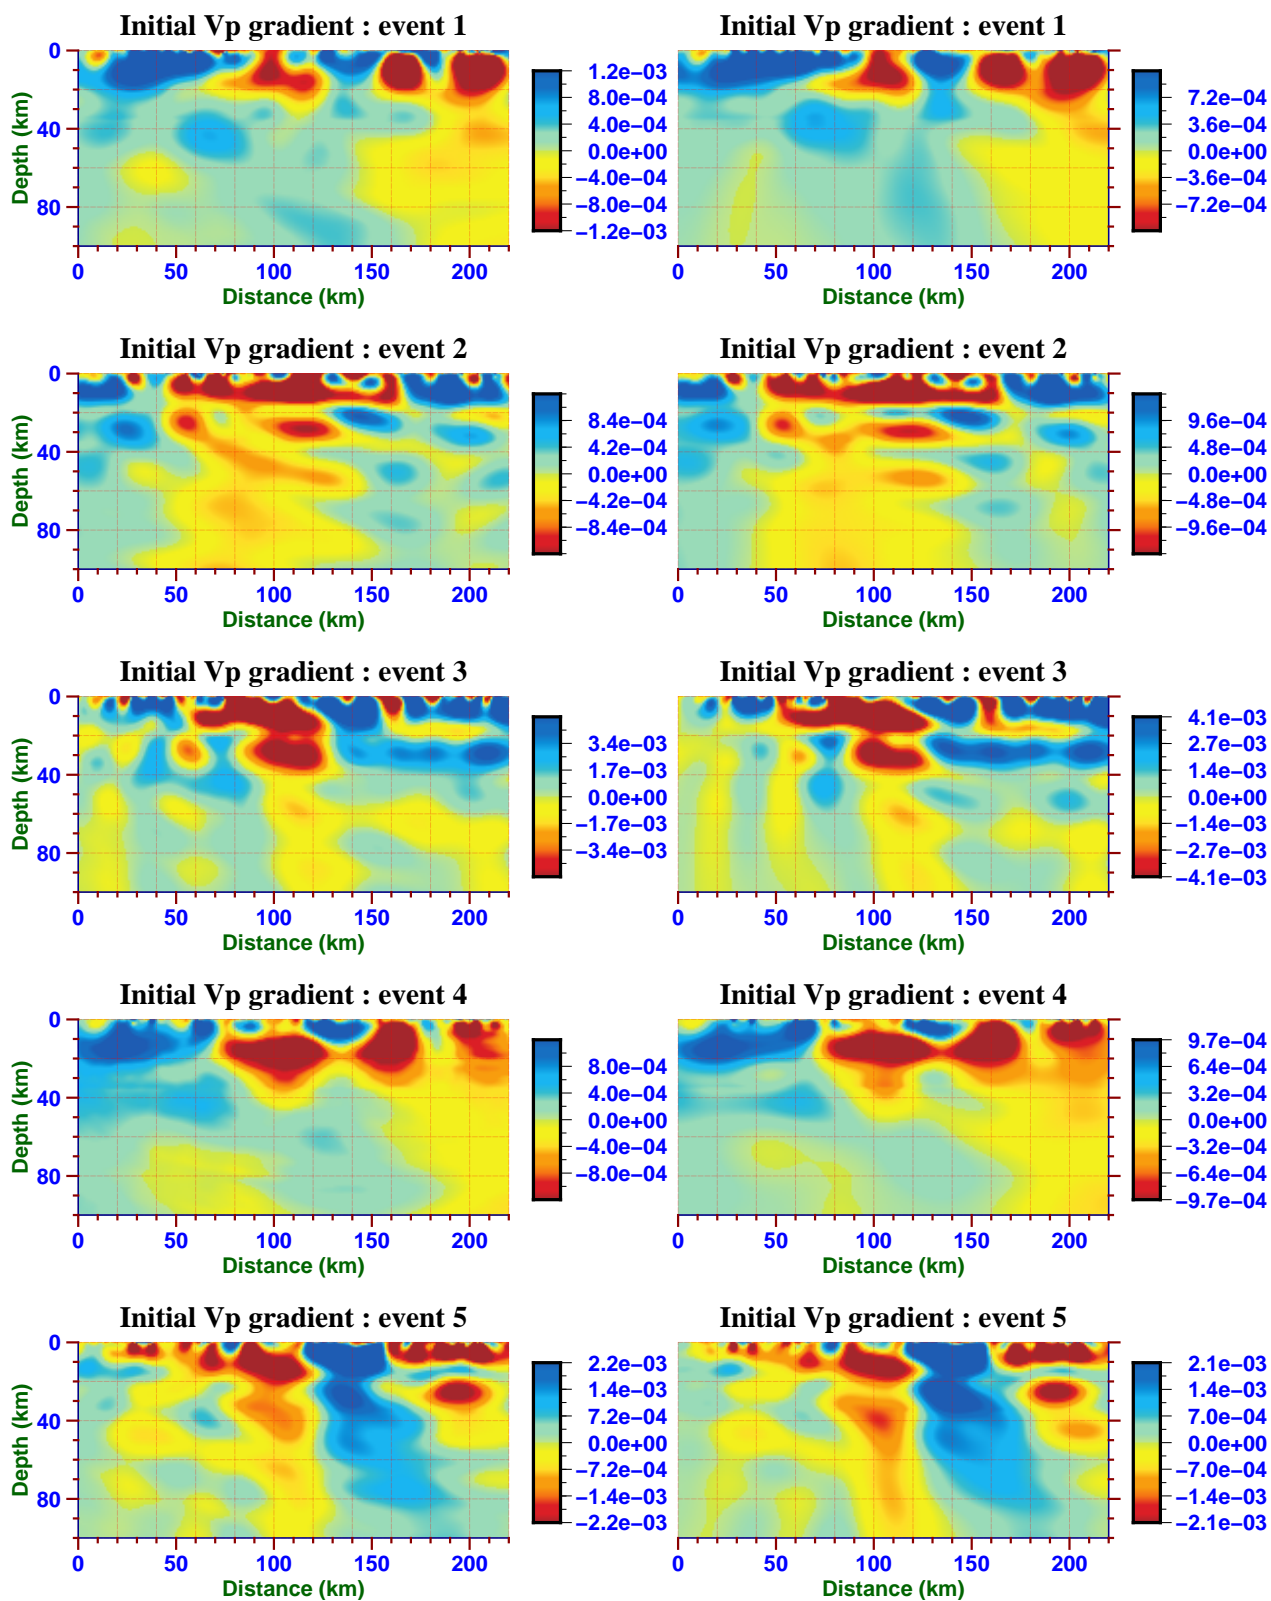 Initial Vp gradient : event 1 Initial Vp gradient : event 1
0
40
80
Depth (km)
0 50 100 150 200
Distance (km)
1.2e−03
8.0e−04
4.0e−04
0.0e+00
−4.0e−04
−8.0e−04
−1.2e−03
0 50 100 150 200
Distance (km)
7.2e−04
3.6e−04
0.0e+00
−3.6e−04
−7.2e−04
Initial Vp gradient : event 2 Initial Vp gradient : event 2
0
40
80
Depth (km)
0 50 100 150 200
Distance (km)
8.4e−04
4.2e−04
0.0e+00
−4.2e−04
−8.4e−04
0 50 100 150 200
Distance (km)
9.6e−04
4.8e−04
0.0e+00
−4.8e−04
−9.6e−04
Initial Vp gradient : event 3 Initial Vp gradient : event 3
0
40
80
Depth (km)
0 50 100 150 200
Distance (km)
3.4e−03
1.7e−03
0.0e+00
−1.7e−03
−3.4e−03
0 50 100 150 200
Distance (km)
4.1e−03
2.7e−03
1.4e−03
0.0e+00
−1.4e−03
−2.7e−03
−4.1e−03
Initial Vp gradient : event 4 Initial Vp gradient : event 4
0
40
80
Depth (km)
0 50 100 150 200
Distance (km)
8.0e−04
4.0e−04
0.0e+00
−4.0e−04
−8.0e−04
0 50 100 150 200
Distance (km)
9.7e−04
6.4e−04
3.2e−04
0.0e+00
−3.2e−04
−6.4e−04
−9.7e−04
Initial Vp gradient : event 5 Initial Vp gradient : event 5
0
40
80
Depth (km)
0 50 100 150 200
Distance (km)
2.2e−03
1.4e−03
7.2e−04
0.0e+00
−7.2e−04
−1.4e−03
−2.2e−03
0 50 100 150 200
Distance (km)
2.1e−03
1.4e−03
7.0e−04
0.0e+00
−7.0e−04
−1.4e−03
−2.1e−03